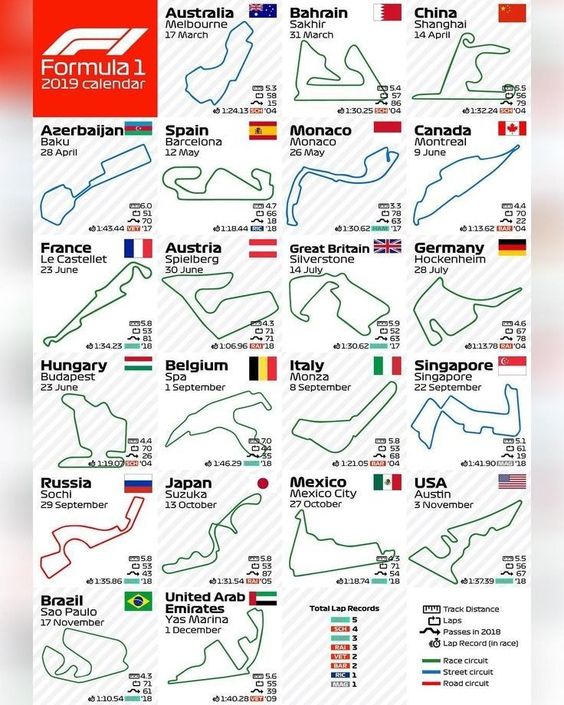 Formula 1
2019 calendar
Australia
Melbourne
17 March
5.3
58
15
1:24.13 SCH '04
Bahrain
Sakhir
31 March
5.4
57
86
1:30.25 SCH '04
China
Shanghai
14 April
5.5
56
79
1:32.24 SCH '04
Azerbaijan
Baku
28 April
6.0
51
70
1:43.44 VET '17
Spain
Barcelona
12 May
4.7
66
18
1:18.44 RIC '18
Monaco
Monaco
26 May
3.3
78
63
1:30.62 HAM '17
Canada
Montreal
9 June
4.4
70
22
1:13.62 BAR '04
France
Le Castellet
23 June
5.8
53
81
1:34.23 '18
Austria
Spielberg
30 June
4.3
71
71
1:06.96 RAI '18
Great Britain
Silverstone
14 July
5.9
52
63
1:30.62 '17
Germany
Hockenheim
28 July
4.6
67
78
1:13.78 RAI '04
Hungary
Budapest
23 June
4.4
70
26
1:19.07 SCH '04
Belgium
Spa
1 September
7.0
44
35
1:46.29 '18
Italy
Monza
8 September
5.8
53
68
1:21.05 BAR '04
Singapore
Singapore
22 September
5.1
61
19
1:41.90 MAG '18
Russia
Sochi
29 September
5.8
53
43
1:35.86 '18
Japan
Suzuka
13 October
5.8
53
87
1:31.54 RAI '05
Mexico
Mexico City
27 October
4.3
71
54
1:18.74 '18
USA
Austin
3 November
5.5
56
67
1:37.39 '18
Brazil
Sao Paulo
17 November
4.3
71
61
1:10.54 '18
United Arab
Emirates
Yas Marina
1 December
5.6
55
39
1:40.28 VET '09
Total Lap Records
5
SCH 4
3
RAI 3
VET 2
BAR 2
RIC 1
MAG 1
Track Distance
Laps
Passes in 2018
Lap Record (in race)
Race circuit
Street circuit
Road circuit